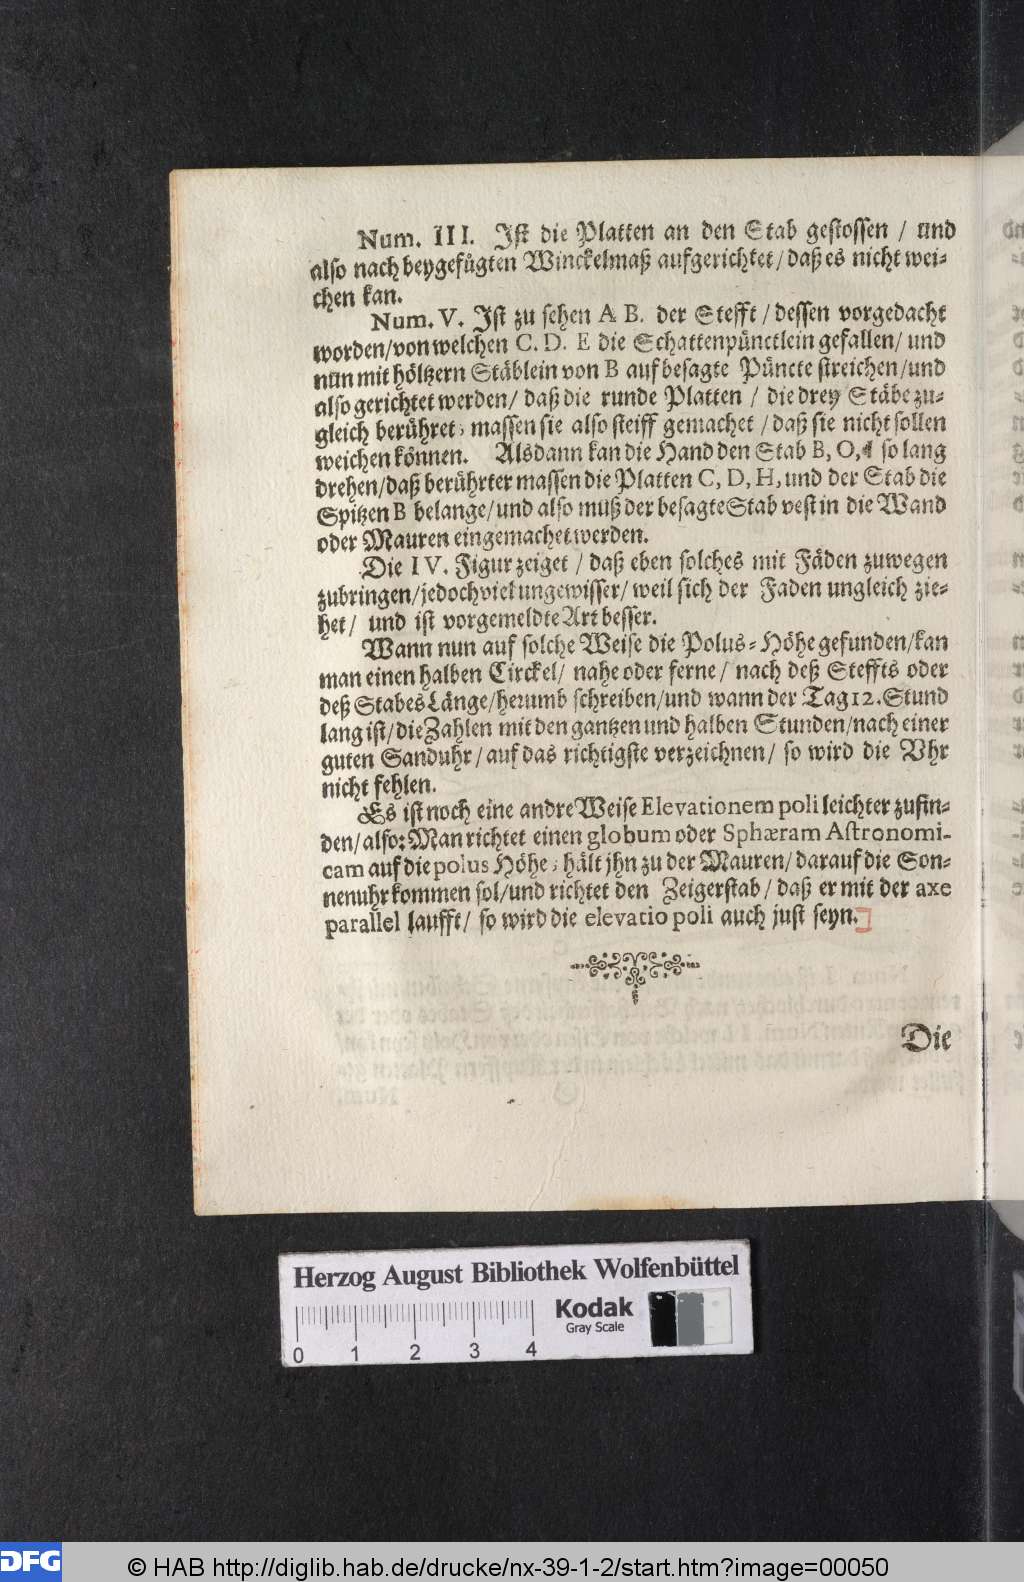 Num. III. Ist die Platten an den Stab gestossen / und
also nach beygefůgten Winckelmaß aufgerichtet / daß es nicht wei-
chen kan.
Num. V. Ist zu sehen A B. der Stefft / dessen vorgedacht
worden / von welchen C. D. E die Schattenpünctlein gefallen / und
nun mit höltzern Stäblein von B auf besagte Püncte streichen / und
also gerichtet werden / daß die runde Platten / die drey Stäbe zu-
gleich berühret, massen sie also steiff gemachet / daß sie nicht sollen
weichen können. Alsdann kan die Hand den Stab B, O, so lang
drehen / daß berührter massen die Platten C, D, H, und der Stab die
Spitzen B belange / und also muß der besagte Stab vest in die Wand
oder Mauren eingemachet werden.
Die IV. Figur zeiget / daß eben solches mit Fäden zuwegen
zubringen / jedoch viel ungewisser / weil sich der Faden ungleich zie-
het / und ist vorgemeldte Art besser.
Wann nun auf solche Weise die Polus-Höhe gefunden / kan
man einen halben Circkel / nahe oder ferne / nach deß Steffts oder
deß Stabes Länge / herumb schreiben / und wann der Tag 12. Stund
lang ist / die Zahlen mit den gantzen und halben Stunden / nach einer
guten Sanduhr / auf das richtigste verzeichnen / so wird die Vhr
nicht fehlen.
Es ist noch eine andre Weise Elevationem poli leichter zufin-
den / also: Man richtet einen globum oder Sphæram Astronomi-
cam auf die polus Höhe, hält jhn zu der Mauren / darauf die Son-
nenuhr kommen sol / und richtet den Zeigerstab / daß er mit der axe
parallel laufft / so wird die elevatio poli auch just seyn.
Die
Herzog August Bibliothek Wolfenbüttel
Kodak
Gray Scale
0 1 2 3 4
DFG © HAB http://diglib.hab.de/drucke/nx-39-1-2/start.htm?image=00050